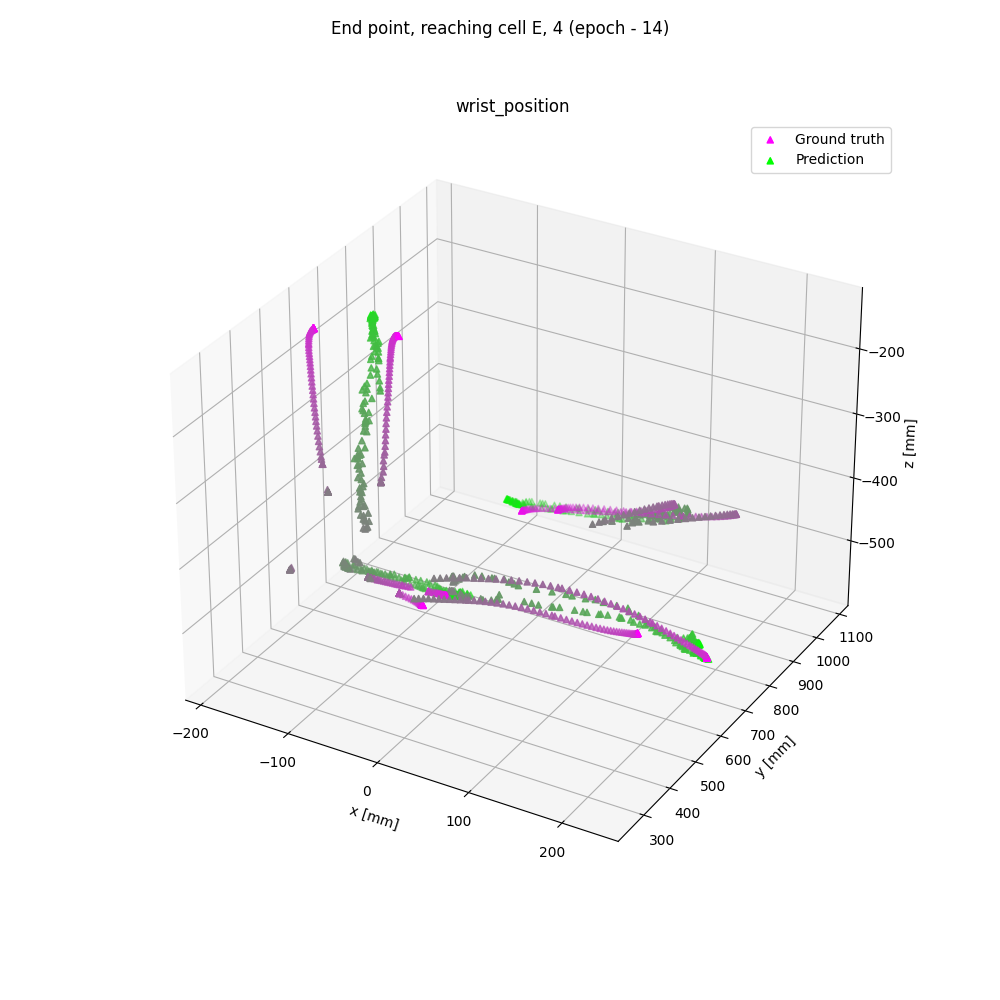 End point, reaching cell E, 4 (epoch - 14)
wrist_position
Ground truth
Prediction
−200
−300
−400
−500
z [mm]
1100
1000
900
800
700
600
500
400
300
y [mm]
−200
−100
0
100
200
x [mm]